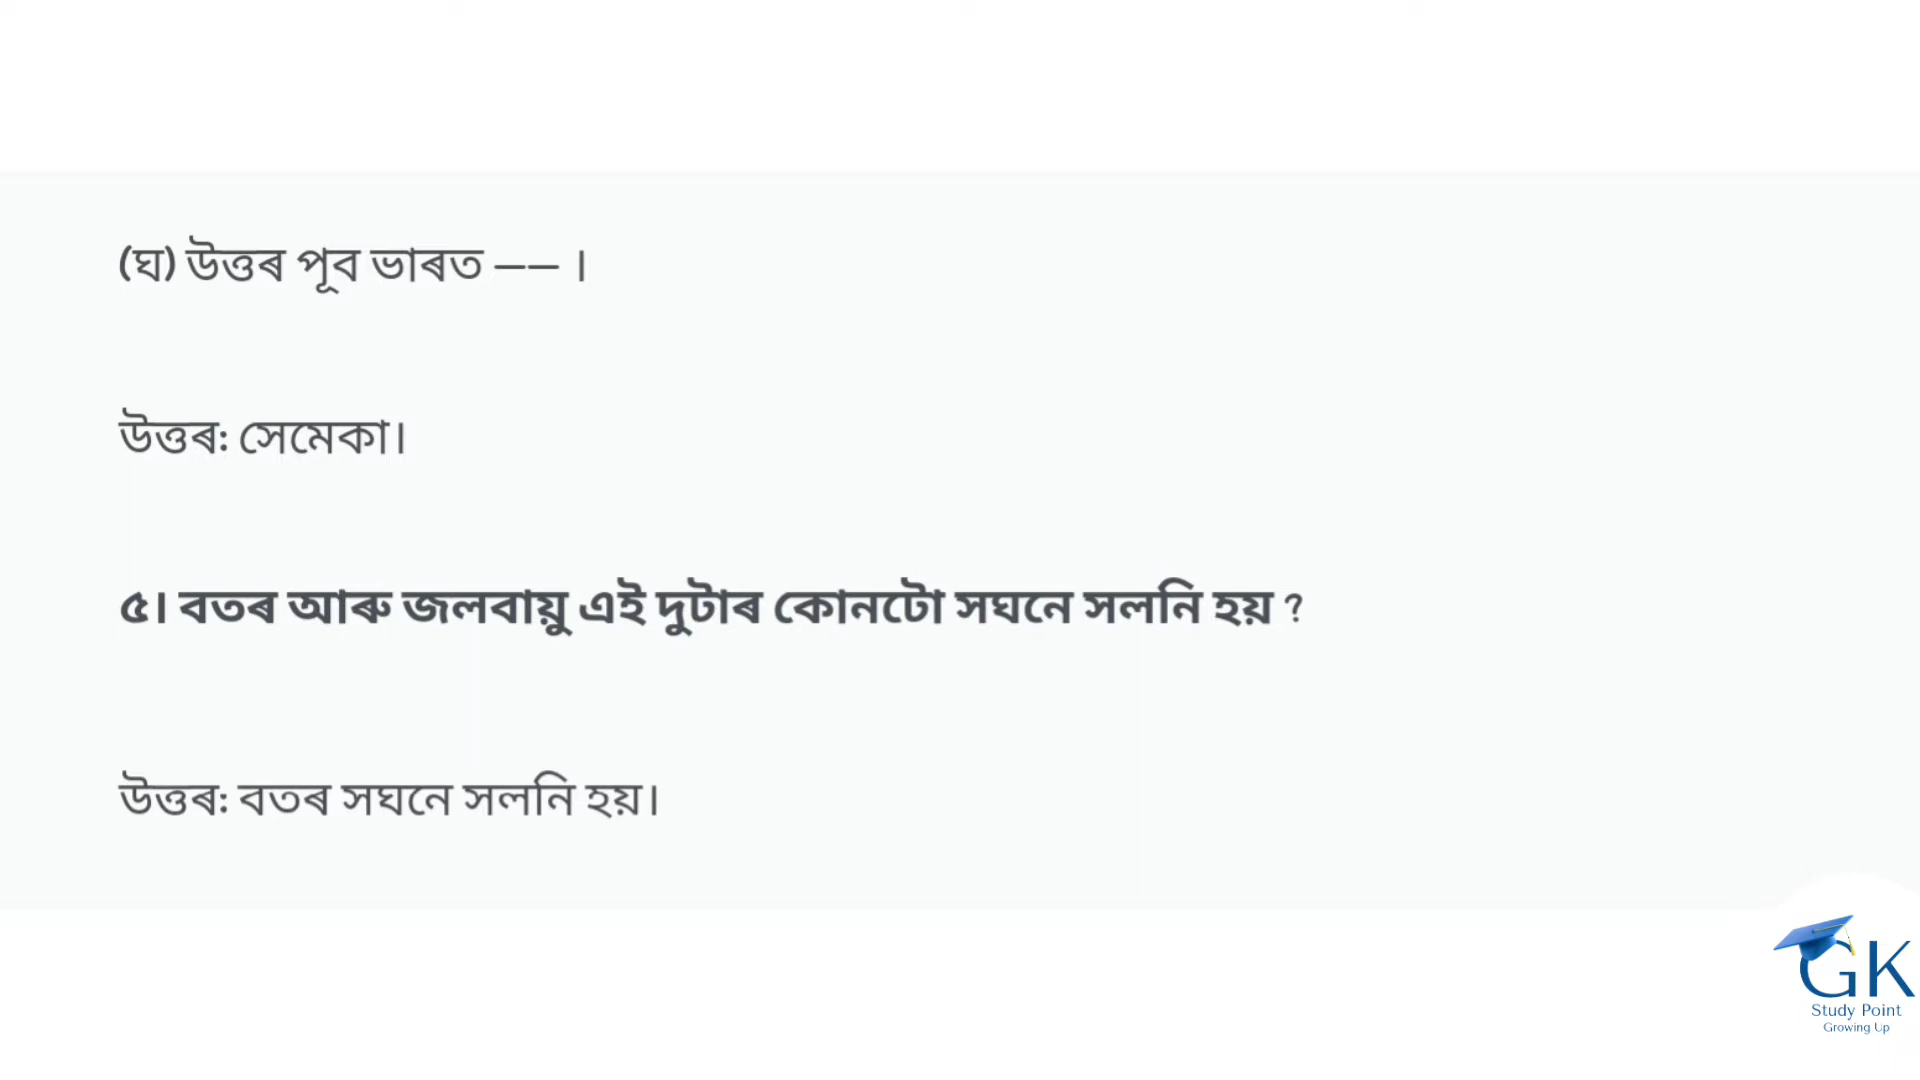 (ঘ) উত্তৰ পূব ভাৰত —— ।
উত্তৰ: সেমেকা।
৫। বতৰ আৰু জলবায়ু এই দুটাৰ কোনটো সঘনে সলনি হয় ?
উত্তৰ: বতৰ সঘনে সলনি হয়।
GK
Study Point
Growing Up